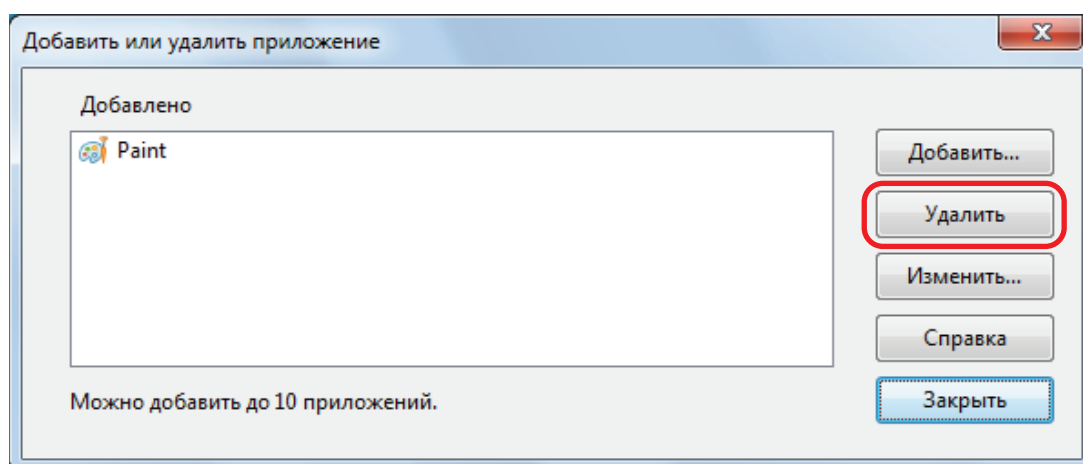 Добавить или удалить приложение
Добавлено
Paint
Добавить...
Удалить
Изменить...
Справка
Можно добавить до 10 приложений.
Закрыть